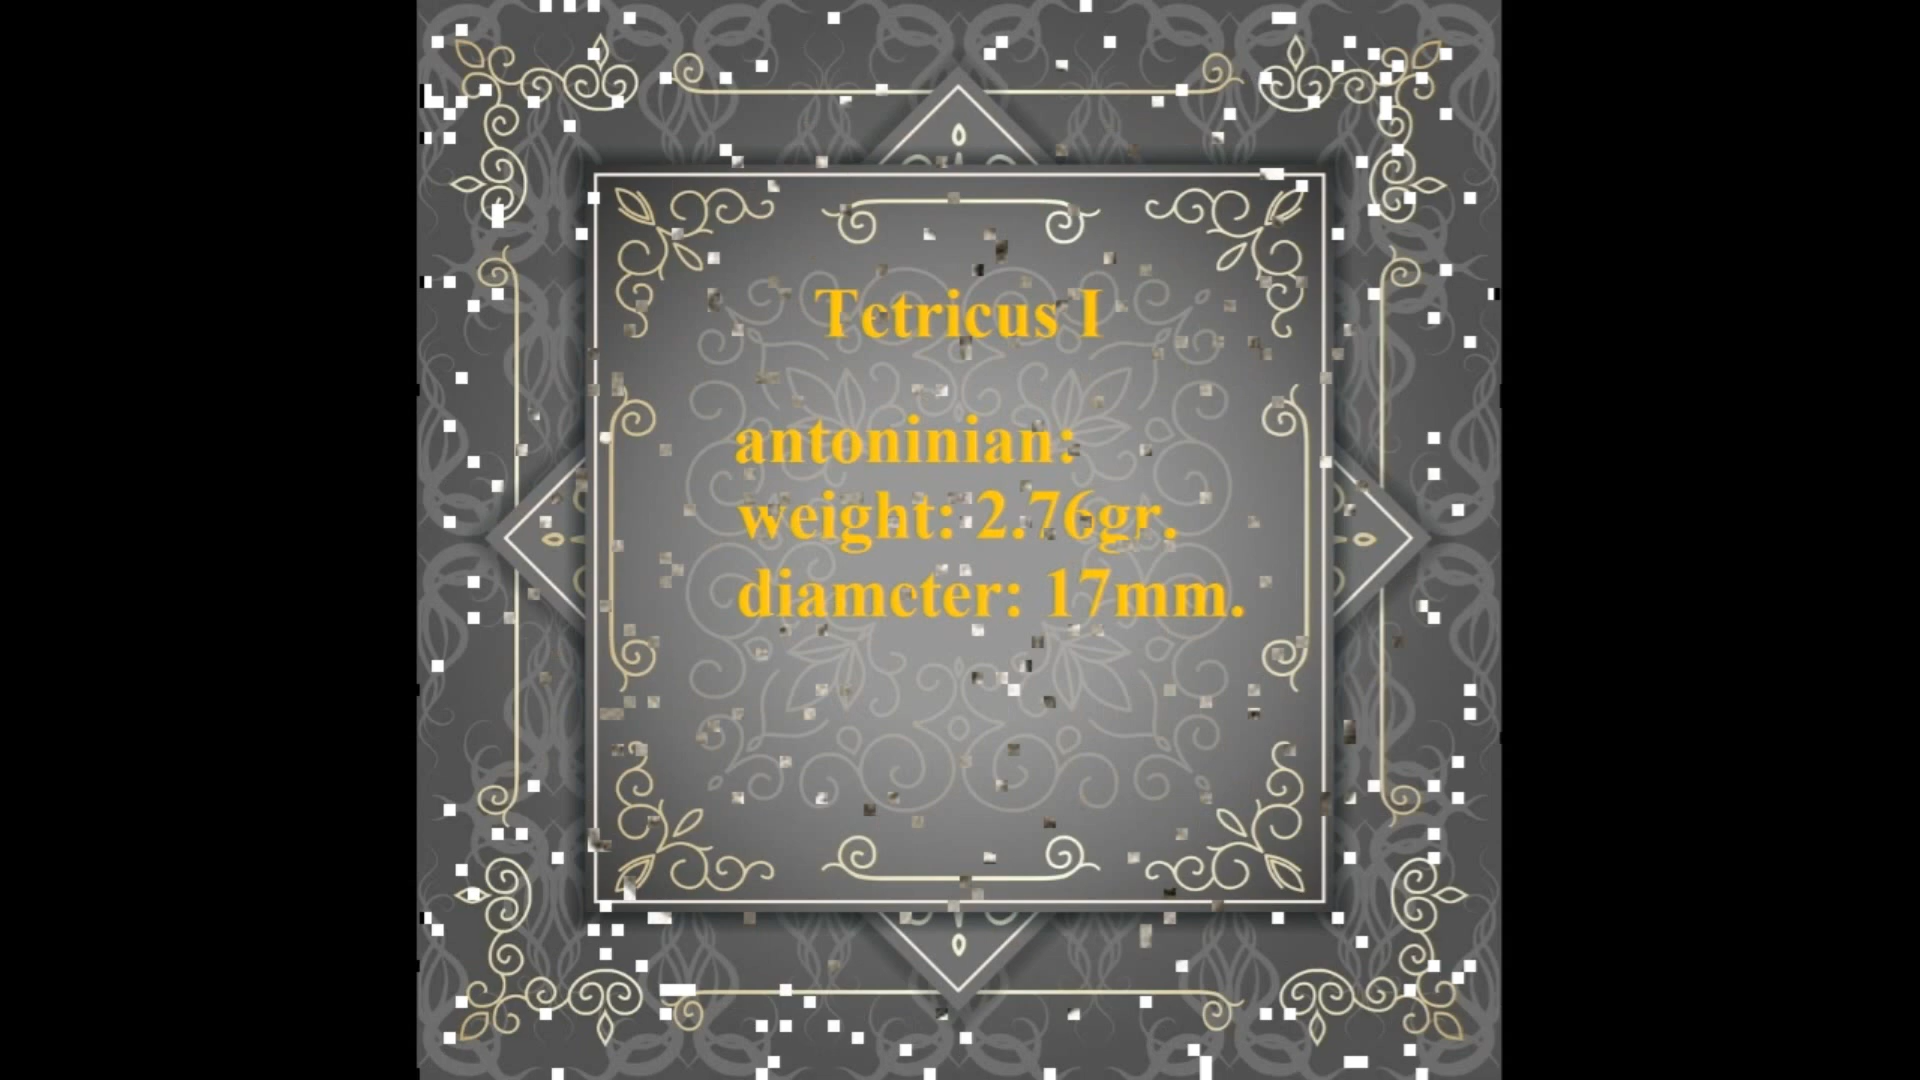 Tetricus I
antoninian:
weight: 2.76gr.
diameter: 17mm.